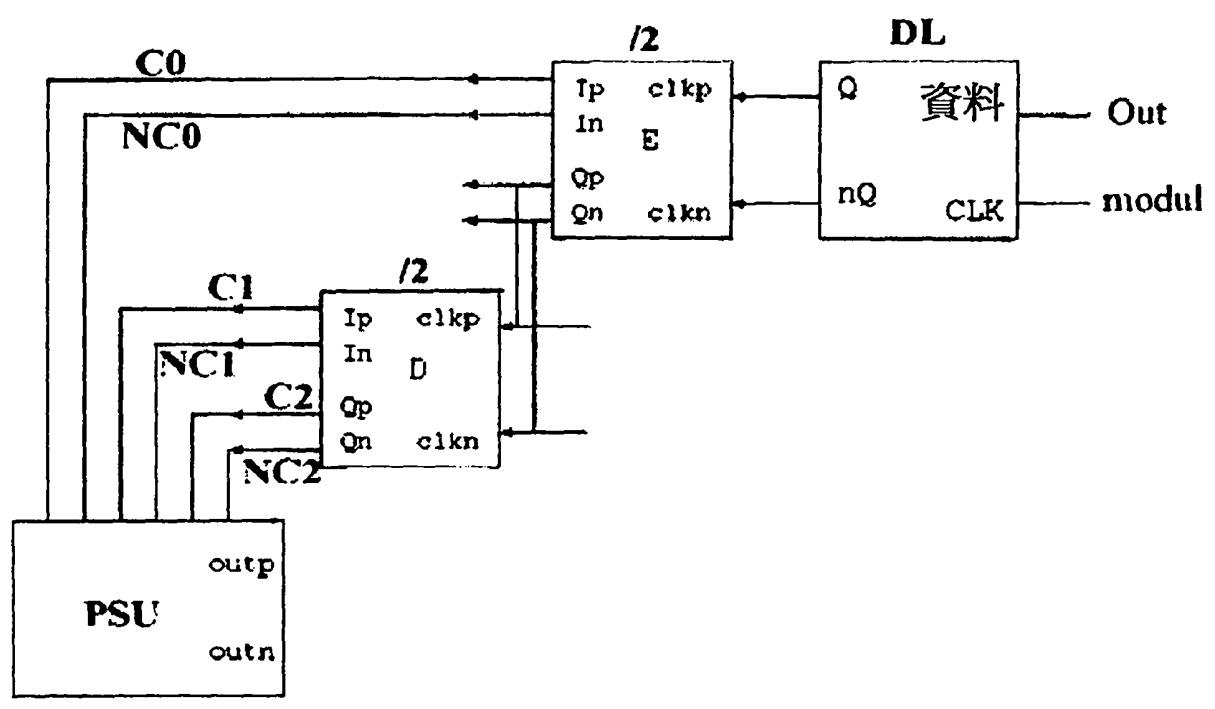 /2
DL
C0
NC0
Ip clkp
In
E
Qp
Qn clkn
Q 資料
nQ CLK
Out
modul
/2
C1
NC1
C2
NC2
Ip clkp
In
D
Qp
Qn clkn
PSU
outp
outn